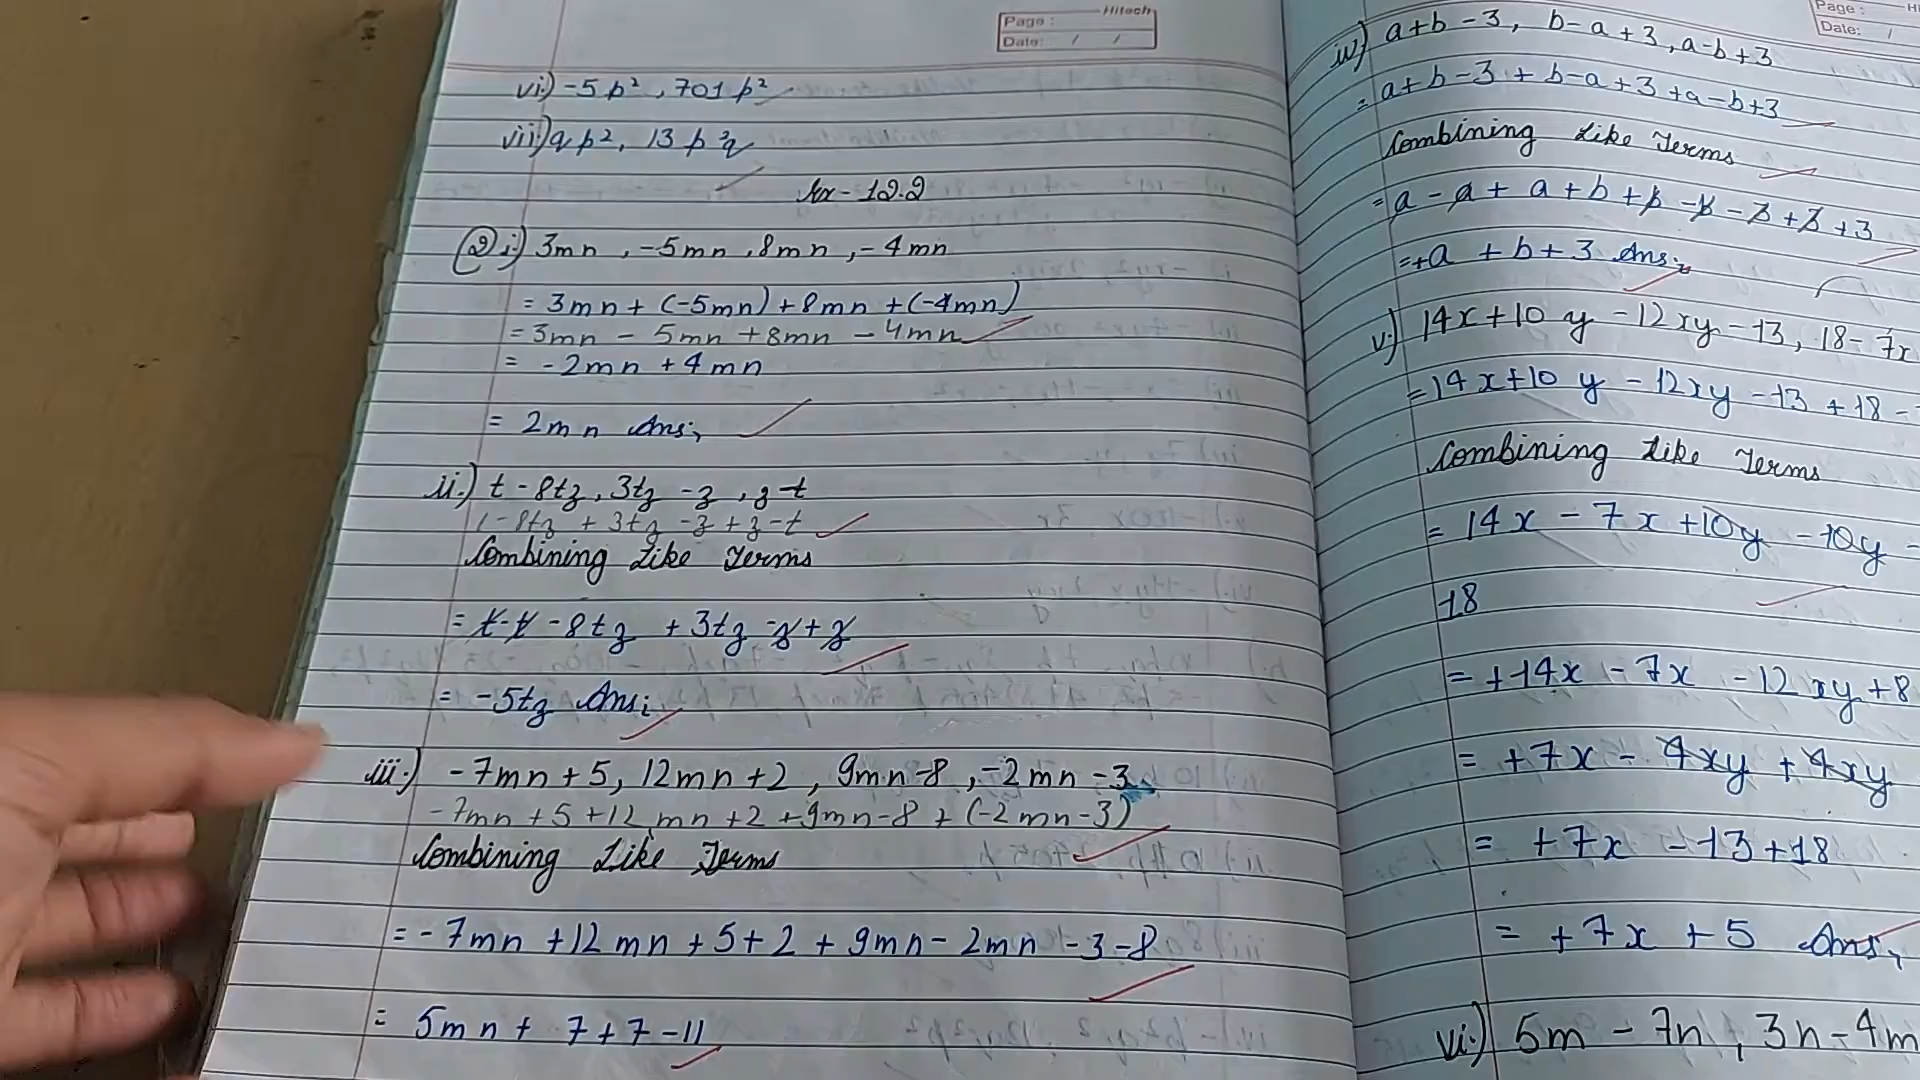 Page :
Hitech
Date: / /
vi.) -5p², 701p²
vii) qp², 13p²q
Ex- 12.2
Q2 i.) 3mn, -5mn, 8mn, -4mn
= 3mn + (-5mn) + 8mn + (-4mn)
= 3mn - 5mn + 8mn - 4mn
= -2mn + 4mn
= 2mn Ans;
ii.) t - 8tz, 3tz - z, z - t
t - 8tz + 3tz - z + z - t
Combining Like Terms
= t - t - 8tz + 3tz - z + z
= -5tz Ans;
iii.) -7mn + 5, 12mn + 2, 9mn - 8, -2mn - 3
-7mn + 5 + 12mn + 2 + 9mn - 8 + (-2mn - 3)
Combining Like Terms
= -7mn + 12mn + 5 + 2 + 9mn - 2mn - 3 - 8
= 5mn + 7 + 7 - 11
Page :
Hi
Date: /
iv) a + b - 3, b - a + 3, a - b + 3
= a + b - 3 + b - a + 3 + a - b + 3
Combining Like Terms
= a - a + a + b + b - b - 3 + 3 + 3
= +a + b + 3 Ans;
v.) 14x + 10y - 12xy - 13, 18 - 7x
= 14x + 10y - 12xy - 13 + 18 -
Combining Like Terms
= 14x - 7x + 10y - 10y -
18
= +14x - 7x - 12xy + 8
= +7x - 4xy + 4xy
= +7x - 13 + 18
= +7x + 5 Ans;
vi.) 5m - 7n, 3n - 4m